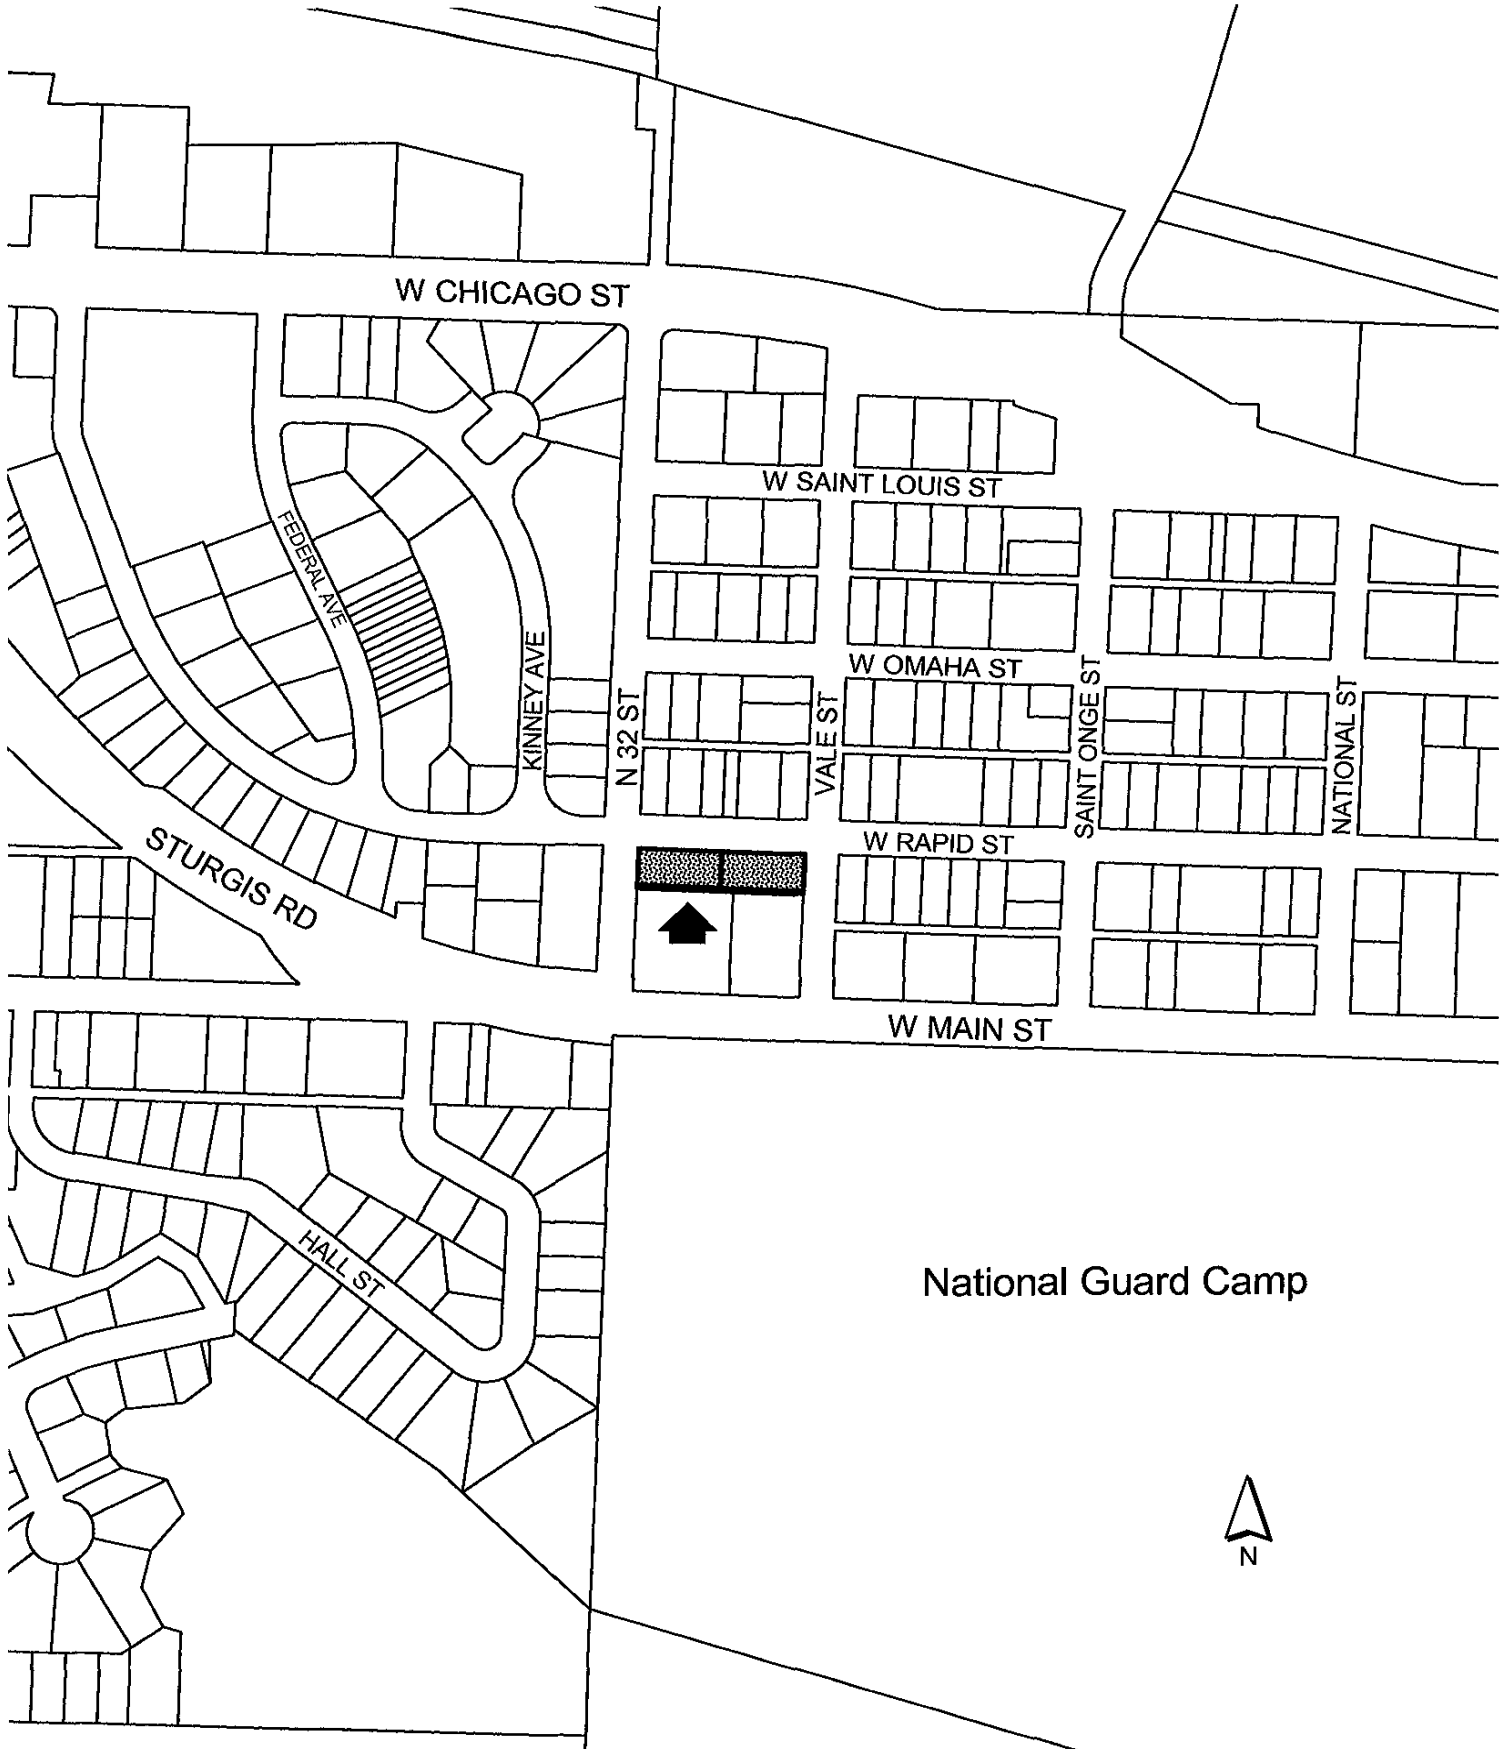 W CHICAGO ST
W SAINT LOUIS ST
FEDERAL AVE
KINNEY AVE
N 32 ST
W OMAHA ST
VALE ST
SAINT ONGE ST
NATIONAL ST
W RAPID ST
STURGIS RD
W MAIN ST
HALL ST
National Guard Camp
N